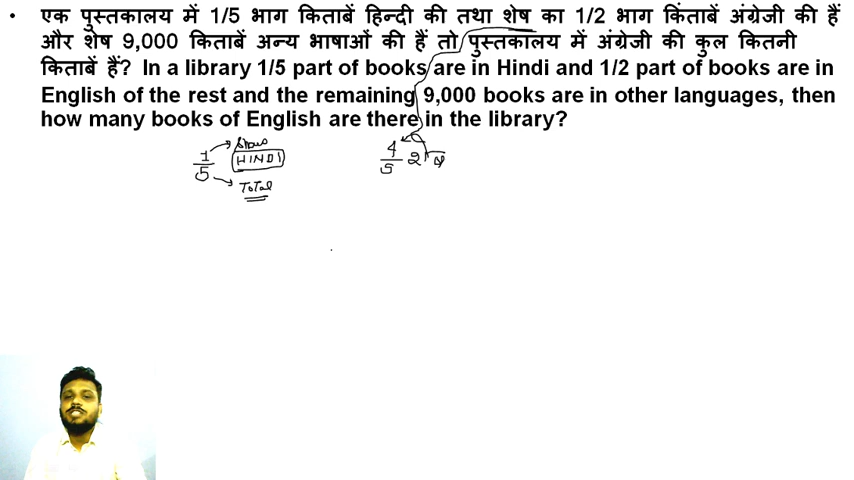 • एक पुस्तकालय में 1/5 भाग किताबें हिन्दी की तथा शेष का 1/2 भाग किताबें अंग्रेजी की हैं
और शेष 9,000 किताबें अन्य भाषाओं की हैं तो पुस्तकालय में अंग्रेजी की कुल कितनी
किताबें हैं? In a library 1/5 part of books are in Hindi and 1/2 part of books are in
English of the rest and the remaining 9,000 books are in other languages, then
how many books of English are there in the library?
1/5 HINDI 4/5
Total